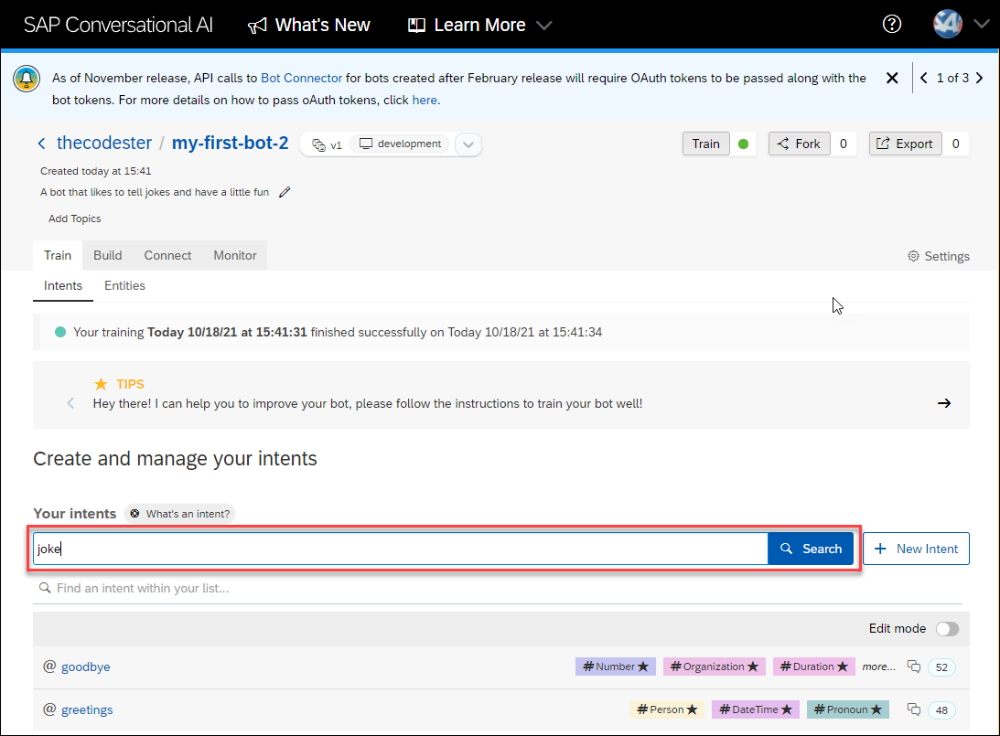 SAP Conversational AI What's New Learn More
As of November release, API calls to Bot Connector for bots created after February release will require OAuth tokens to be passed along with the
bot tokens. For more details on how to pass oAuth tokens, click here.
1 of 3
thecodester / my-first-bot-2 v1 development Train Fork 0 Export 0
Created today at 15:41
A bot that likes to tell jokes and have a little fun
Add Topics
Train Build Connect Monitor Settings
Intents Entities
Your training Today 10/18/21 at 15:41:31 finished successfully on Today 10/18/21 at 15:41:34
TIPS
Hey there! I can help you to improve your bot, please follow the instructions to train your bot well!
Create and manage your intents
Your intents What's an intent?
joke Search + New Intent
Find an intent within your list...
Edit mode
@ goodbye #Number★ #Organization★ #Duration★ more... 52
@ greetings #Person★ #DateTime★ #Pronoun★ 48